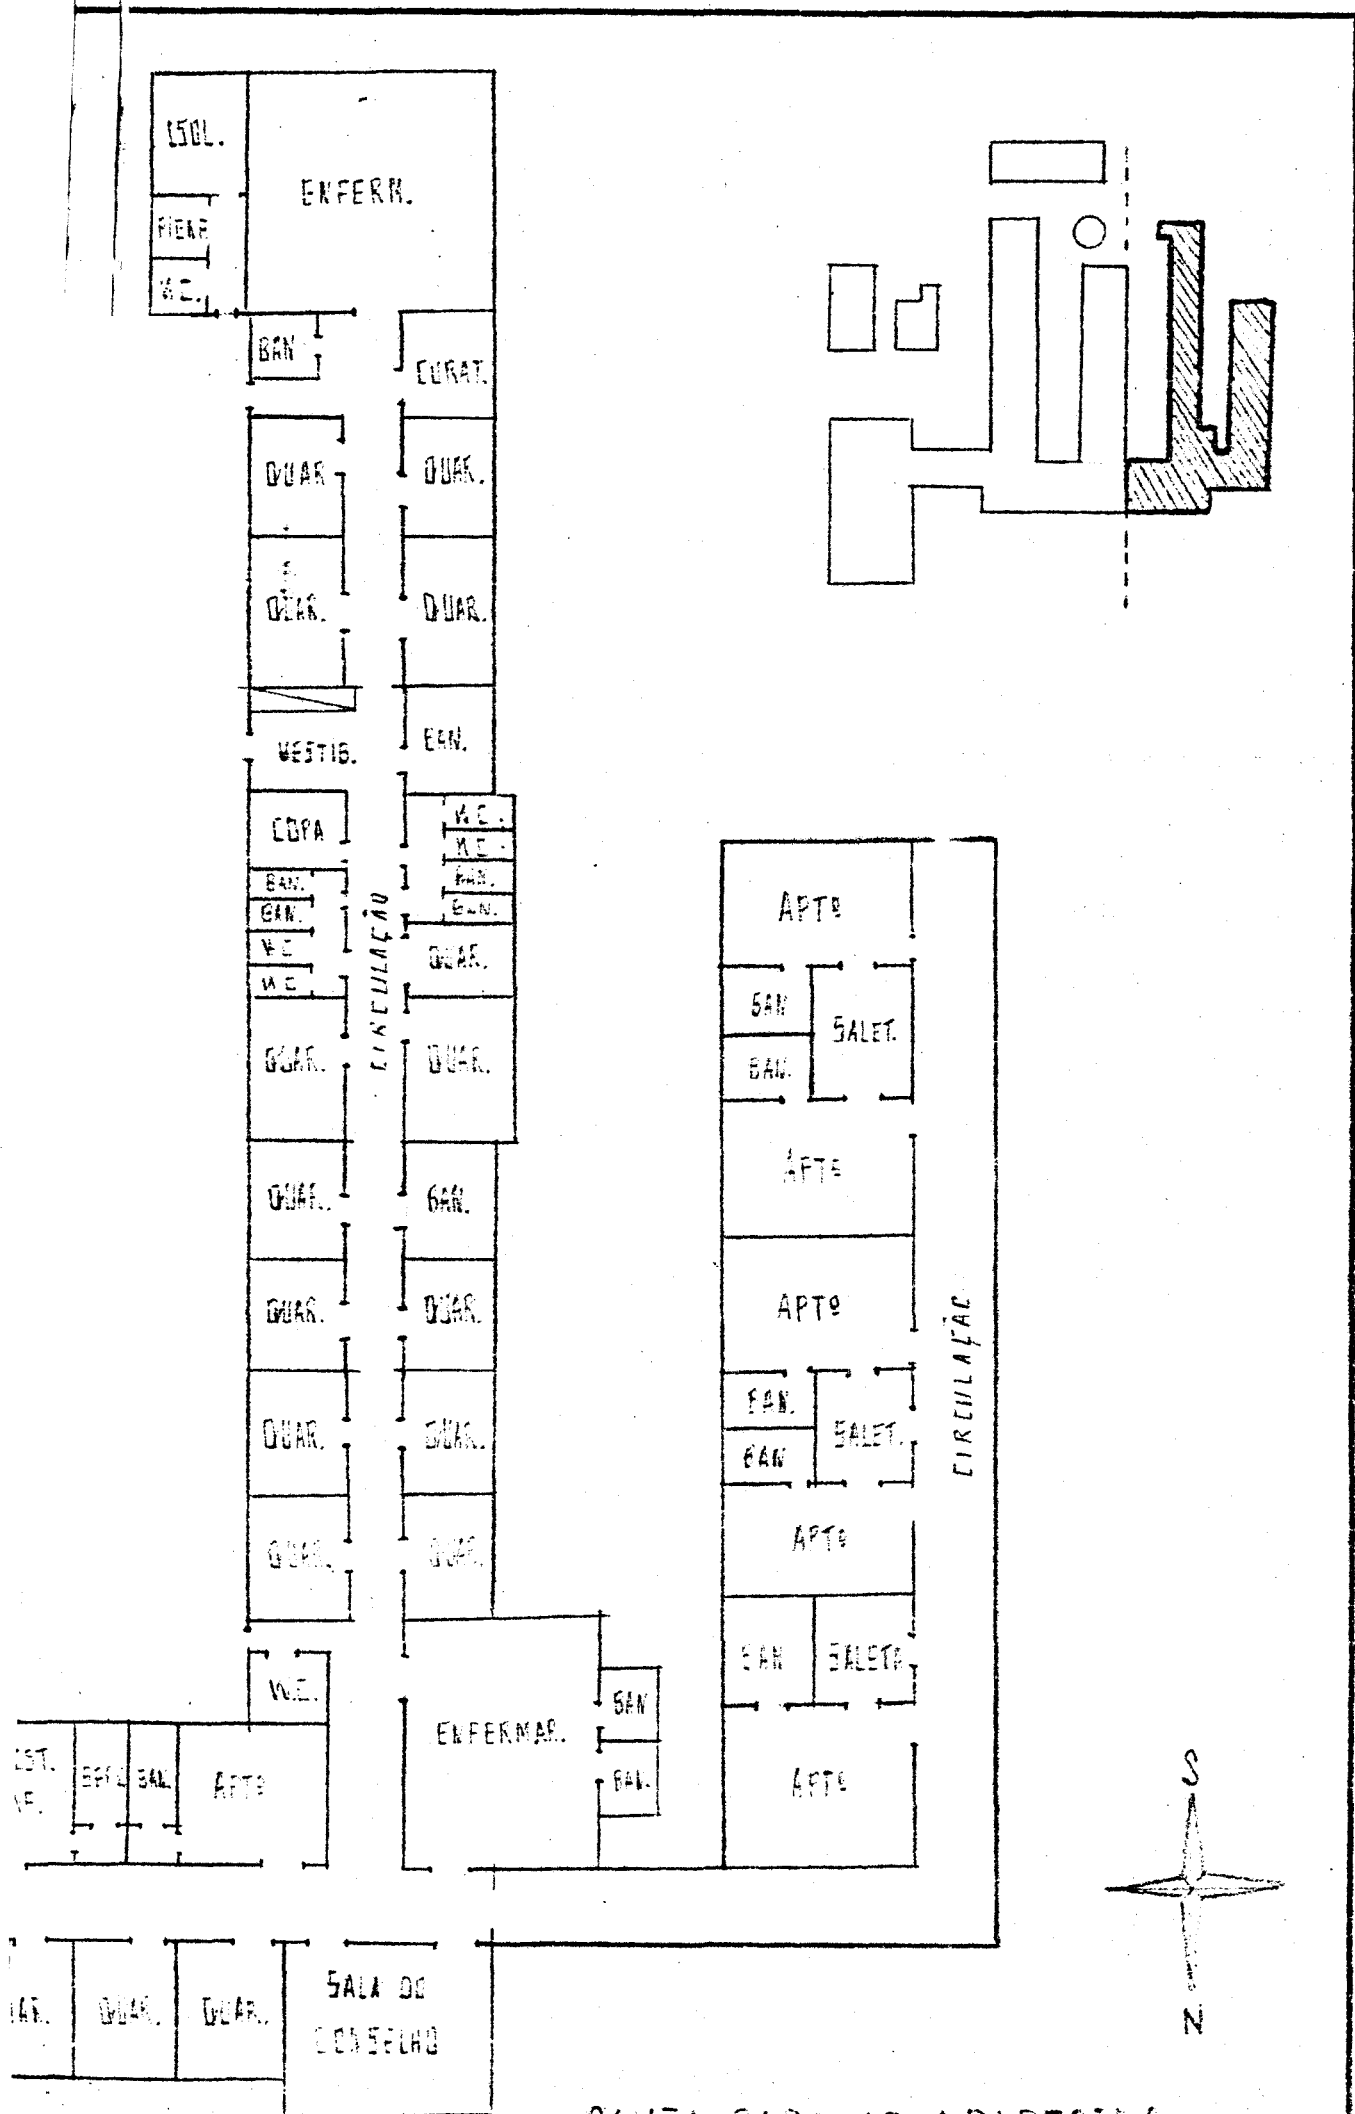 ISOL.
ENFERM.
W.C.
BAN
CURAT.
QUAR
QUAR.
QUAR.
QUAR.
VESTIB.
BAN.
COPA
W.C.
W.C.
BAN.
BAN.
BAN.
BAN.
W.C
W.C
CIRCULAÇÃO
QUAR.
QUAR.
QUAR.
QUAR.
BAN.
QUAR.
QUAR.
QUAR.
QUAR.
QUAR.
QUAR.
W.C.
ENFERMAR.
BAN
BAN.
BAN.
APTº
QUAR.
QUAR.
SALA DO
CONSELHO
APTº
BAN
SALET.
BAN.
APTº
APTº
BAN.
SALET.
BAN
APTº
BAN
SALETA
APTº
CIRCULAÇÃO
S
N